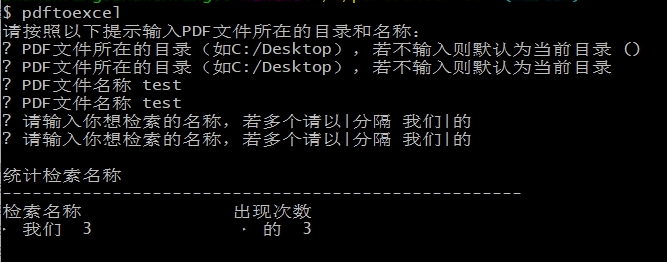 $ pdftoexcel
请按照以下提示输入PDF文件所在的目录和名称：
? PDF文件所在的目录（如C:/Desktop），若不输入则默认为当前目录 ()
? PDF文件所在的目录（如C:/Desktop），若不输入则默认为当前目录
? PDF文件名称 test
? PDF文件名称 test
? 请输入你想检索的名称，若多个请以|分隔 我们|的
? 请输入你想检索的名称，若多个请以|分隔 我们|的
统计检索名称
----------------------------------------------------
检索名称 出现次数
· 我们 3 · 的 3